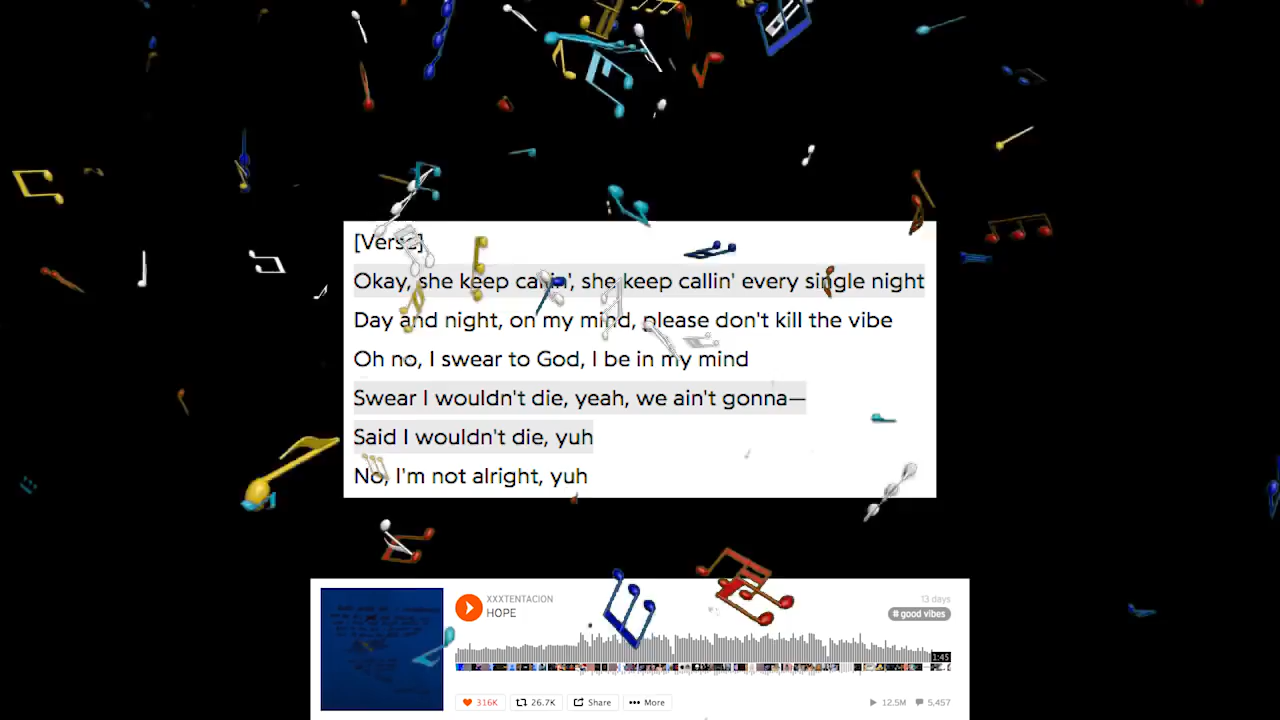 [Verse]
Okay, she keep callin', she keep callin' every single night
Day and night, on my mind, please don't kill the vibe
Oh no, I swear to God, I be in my mind
Swear I wouldn't die, yeah, we ain't gonna—
Said I wouldn't die, yuh
No, I'm not alright, yuh
XXXTENTACION
13 days
HOPE
# good vibes
1:45
316K
26.7K
Share
More
12.5M
5,457